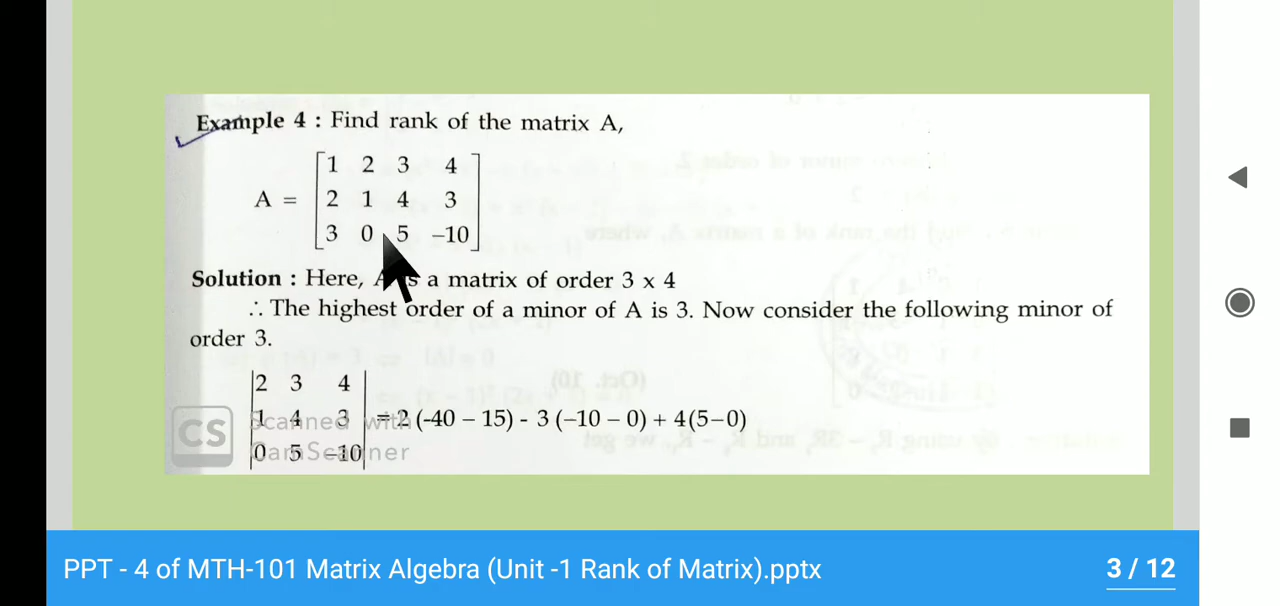 Example 4 : Find rank of the matrix A,
A = [1 2 3 4
2 1 4 3
3 0 5 −10]
Solution : Here, is a matrix of order 3 x 4
∴ The highest order of a minor of A is 3. Now consider the following minor of
order 3.
|2 3 4|
|1 4 3| = 2 (-40 − 15) - 3 (−10 − 0) + 4(5−0)
|0 5 −10|
CS Scanned with
CamScanner
PPT - 4 of MTH-101 Matrix Algebra (Unit -1 Rank of Matrix).pptx
3 / 12